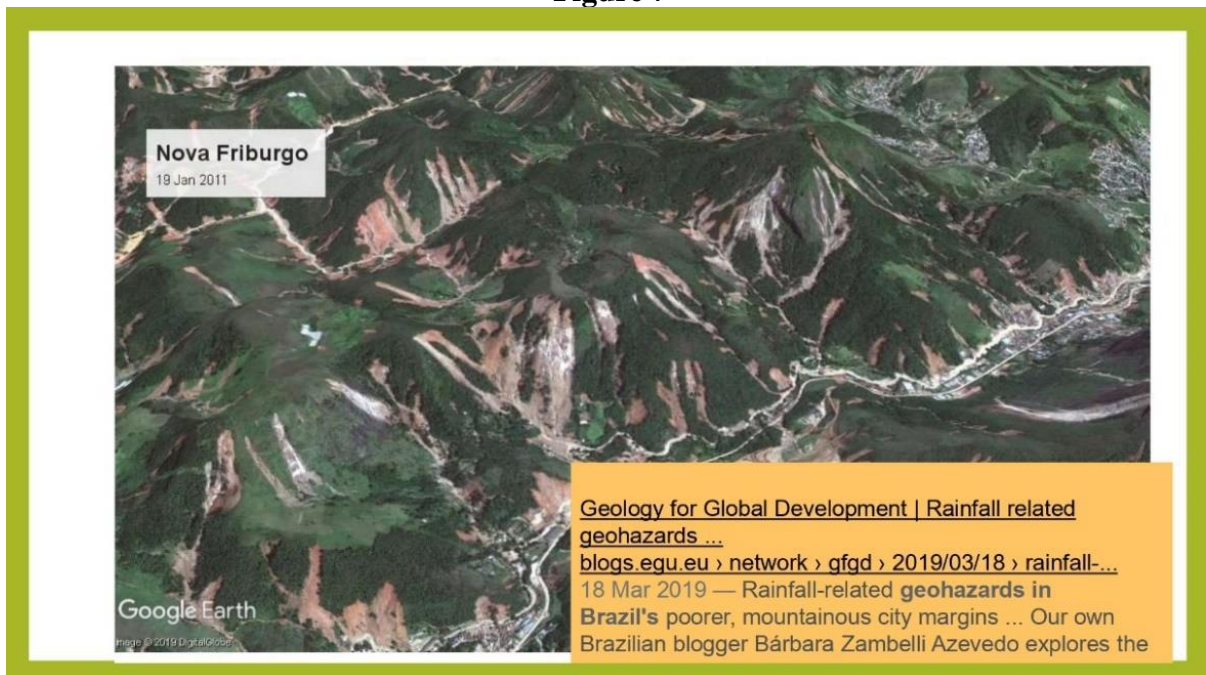 Nova Friburgo
19 Jan 2011
Geology for Global Development | Rainfall related
geohazards ...
blogs.egu.eu › network › gfgd › 2019/03/18 › rainfall-...
18 Mar 2019 — Rainfall-related geohazards in
Brazil's poorer, mountainous city margins ... Our own
Brazilian blogger Bárbara Zambelli Azevedo explores the
Google Earth
Image © 2019 DigitalGlobe